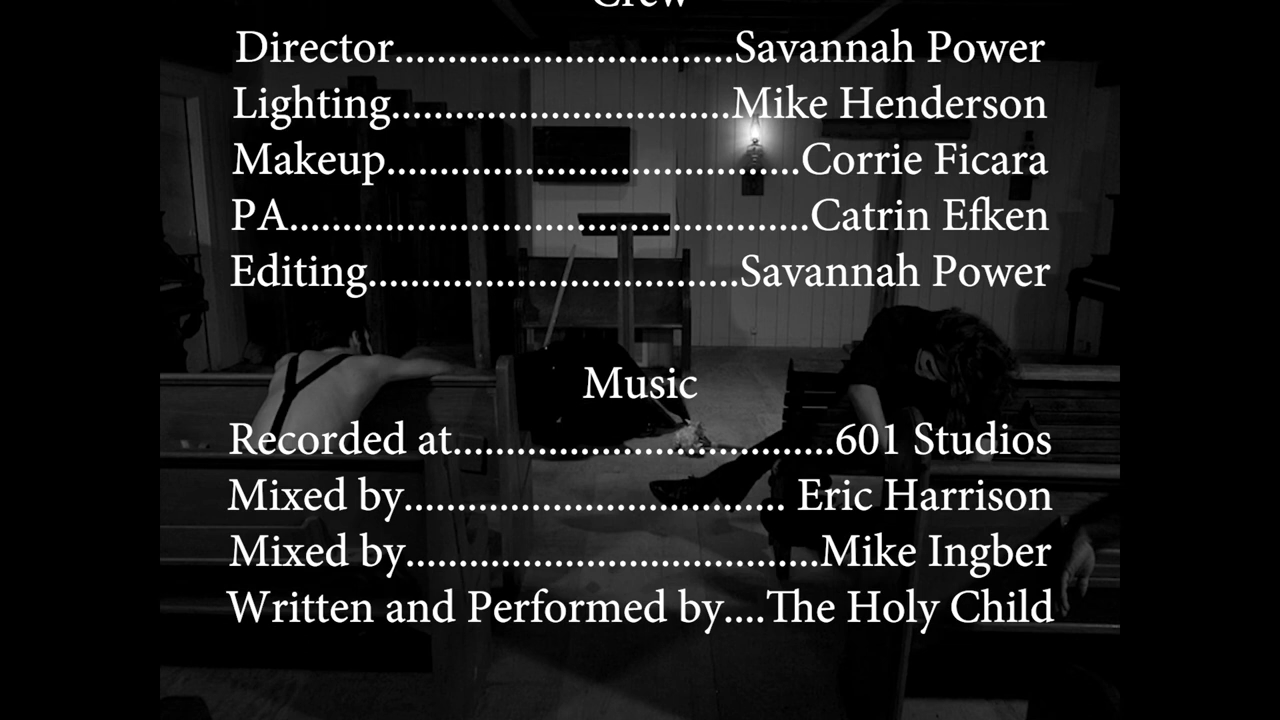 Crew
Director................................Savannah Power
Lighting................................Mike Henderson
Makeup.......................................Corrie Ficara
PA.................................................Catrin Efken
Editing...................................Savannah Power
Music
Recorded at....................................601 Studios
Mixed by.................................... Eric Harrison
Mixed by.......................................Mike Ingber
Written and Performed by....The Holy Child